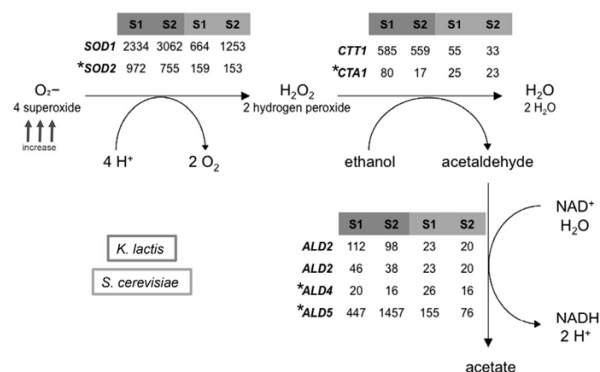 S1 S2 S1 S2
SOD1 2334 3062 664 1253
*SOD2 972 755 159 153
S1 S2 S1 S2
CTT1 585 559 55 33
*CTA1 80 17 25 23
O₂–
4 superoxide
increase
H₂O₂
2 hydrogen peroxide
H₂O
2 H₂O
4 H⁺
2 O₂
ethanol
acetaldehyde
NAD⁺
H₂O
S1 S2 S1 S2
ALD2 112 98 23 20
ALD2 46 38 23 20
*ALD4 20 16 26 16
*ALD5 447 1457 155 76
K. lactis
S. cerevisiae
NADH
2 H⁺
acetate